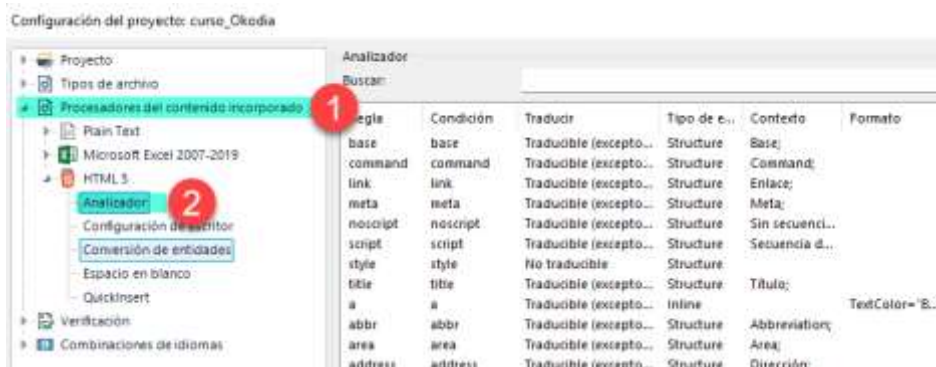 Configuración del proyecto: curso_Okodia
Proyecto
Tipos de archivo
Procesadores del contenido incorporado
1
Plain Text
Microsoft Excel 2007-2019
HTML 5
Analizador
2
Configuración de escritor
Conversión de entidades
Espacio en blanco
QuickInsert
Verificación
Combinaciones de idiomas
Analizador
Buscar:
egla Condición Traducir Tipo de e... Contexto Formato
base base Traducible (excepto... Structure Base;
command command Traducible (excepto... Structure Command;
link link Traducible (excepto... Structure Enlace;
meta meta Traducible (excepto... Structure Meta;
noscript noscript Traducible (excepto... Structure Sin secuenci...
script script Traducible (excepto... Structure Secuencia d...
style style No traducible Structure
title title Traducible (excepto... Structure Título;
a a Traducible (excepto... Inline TextColor="B...
abbr abbr Traducible (excepto... Structure Abbreviation;
area area Traducible (excepto... Structure Area;
address address Traducible (excepto... Structure Dirección;